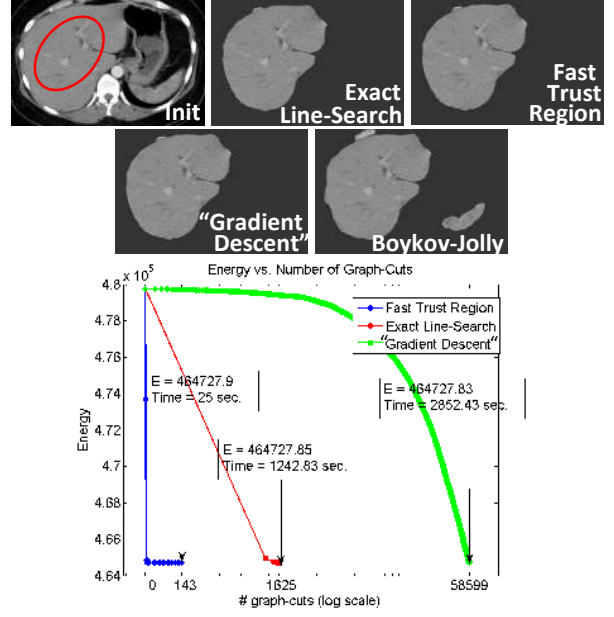 Init
Exact
Line-Search
Fast
Trust
Region
"Gradient
Descent"
Boykov-Jolly
Energy vs. Number of Graph-Cuts
x 10^5
4.8
4.78
4.76
4.74
4.72
4.7
4.68
4.66
4.64
Energy
Fast Trust Region
Exact Line-Search
"Gradient Descent"
E = 464727.9
Time = 25 sec.
E = 464727.85
Time = 1242.83 sec.
E = 464727.83
Time = 2852.43 sec.
0 143 1625 58599
# graph-cuts (log scale)